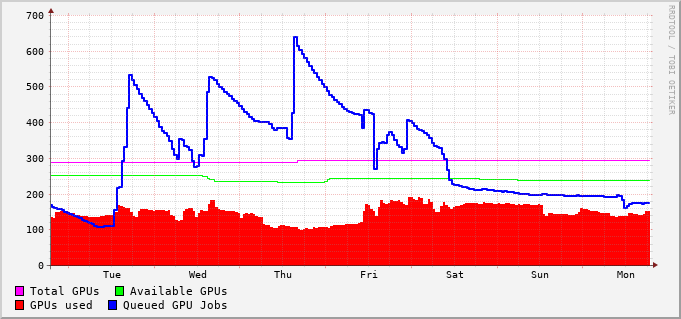 700
600
500
400
300
200
100
0
Tue Wed Thu Fri Sat Sun Mon
Total GPUs Available GPUs
GPUs used Queued GPU Jobs
RRDTOOL / TOBI OETIKER